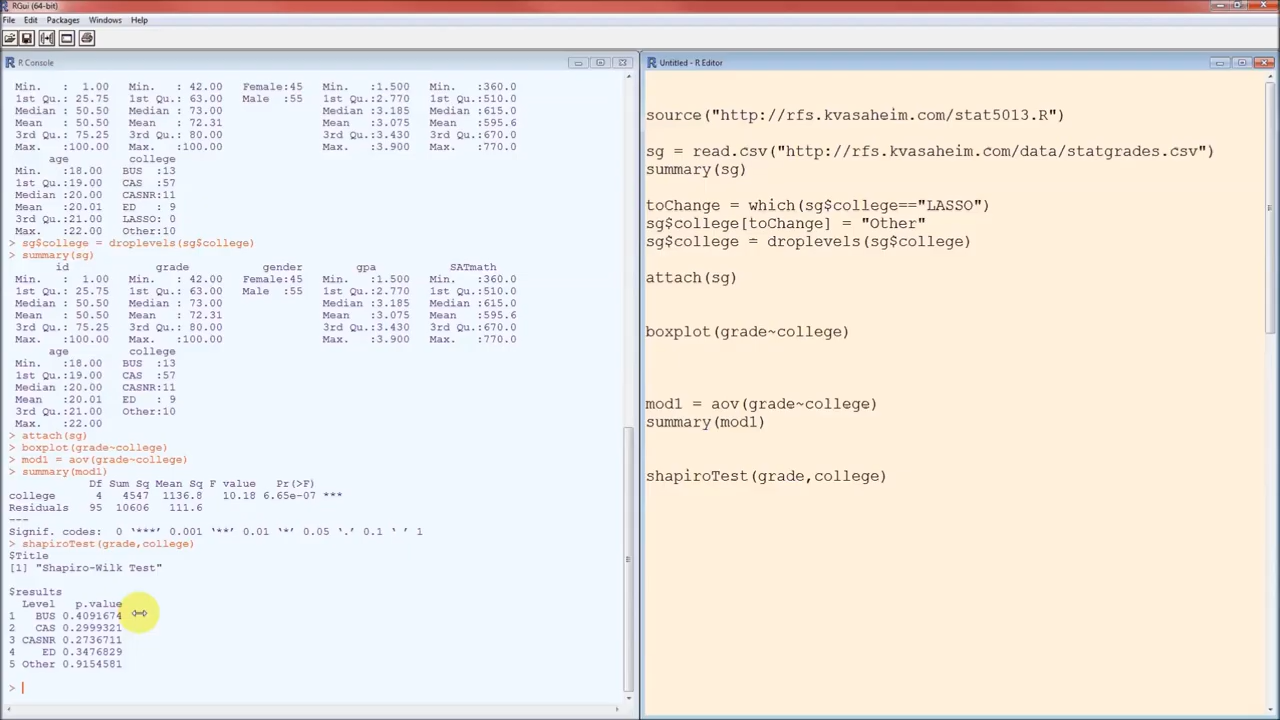 RGui (64-bit)
File Edit Packages Windows Help
R Console
Min. : 1.00 Min. : 42.00 Female:45 Min. :1.500 Min. :360.0
1st Qu.: 25.75 1st Qu.: 63.00 Male :55 1st Qu.:2.770 1st Qu.:510.0
Median : 50.50 Median : 73.00 Median :3.185 Median :615.0
Mean : 50.50 Mean : 72.31 Mean :3.075 Mean :595.6
3rd Qu.: 75.25 3rd Qu.: 80.00 3rd Qu.:3.430 3rd Qu.:670.0
Max. :100.00 Max. :100.00 Max. :3.900 Max. :770.0
age college
Min. :18.00 BUS :13
1st Qu.:19.00 CAS :57
Median :20.00 CASNR:11
Mean :20.01 ED : 9
3rd Qu.:21.00 LASSO: 0
Max. :22.00 Other:10
> sg$college = droplevels(sg$college)
> summary(sg)
id grade gender gpa SATmath
Min. : 1.00 Min. : 42.00 Female:45 Min. :1.500 Min. :360.0
1st Qu.: 25.75 1st Qu.: 63.00 Male :55 1st Qu.:2.770 1st Qu.:510.0
Median : 50.50 Median : 73.00 Median :3.185 Median :615.0
Mean : 50.50 Mean : 72.31 Mean :3.075 Mean :595.6
3rd Qu.: 75.25 3rd Qu.: 80.00 3rd Qu.:3.430 3rd Qu.:670.0
Max. :100.00 Max. :100.00 Max. :3.900 Max. :770.0
age college
Min. :18.00 BUS :13
1st Qu.:19.00 CAS :57
Median :20.00 CASNR:11
Mean :20.01 ED : 9
3rd Qu.:21.00 Other:10
Max. :22.00
> attach(sg)
> boxplot(grade~college)
> mod1 = aov(grade~college)
> summary(mod1)
Df Sum Sq Mean Sq F value Pr(>F)
college 4 4547 1136.8 10.18 6.65e-07 ***
Residuals 95 10606 111.6
---
Signif. codes: 0 ‘***’ 0.001 ‘**’ 0.01 ‘*’ 0.05 ‘.’ 0.1 ‘ ’ 1
> shapiroTest(grade,college)
$Title
[1] "Shapiro-Wilk Test"
$results
Level p.value
1 BUS 0.4091674
2 CAS 0.2999321
3 CASNR 0.2736711
4 ED 0.3476829
5 Other 0.9154581
>
Untitled - R Editor
source("http://rfs.kvasaheim.com/stat5013.R")
sg = read.csv("http://rfs.kvasaheim.com/data/statgrades.csv")
summary(sg)
toChange = which(sg$college=="LASSO")
sg$college[toChange] = "Other"
sg$college = droplevels(sg$college)
attach(sg)
boxplot(grade~college)
mod1 = aov(grade~college)
summary(mod1)
shapiroTest(grade,college)